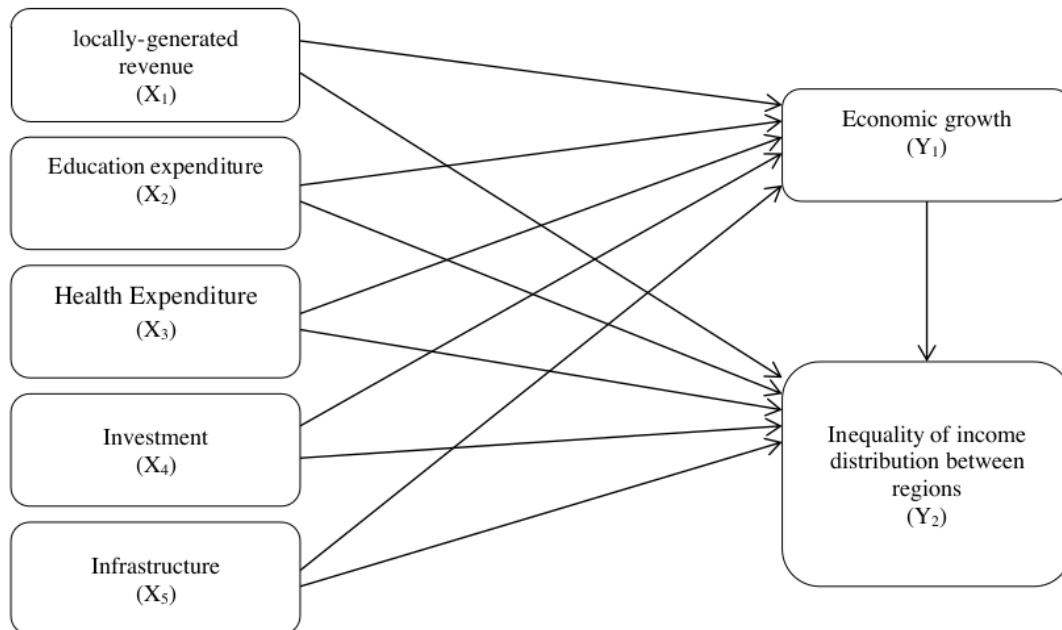 locally-generated
revenue
(X₁)
Education expenditure
(X₂)
Health Expenditure
(X₃)
Investment
(X₄)
Infrastructure
(X₅)
Economic growth
(Y₁)
Inequality of income
distribution between
regions
(Y₂)